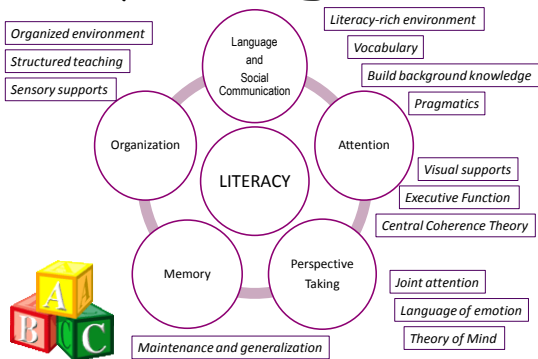 Organized environment
Structured teaching
Sensory supports
Language
and
Social
Communication
Literacy-rich environment
Vocabulary
Build background knowledge
Pragmatics
Organization
LITERACY
Attention
Visual supports
Executive Function
Central Coherence Theory
Memory
Perspective
Taking
Joint attention
Language of emotion
Theory of Mind
Maintenance and generalization
A
A
B
C
C